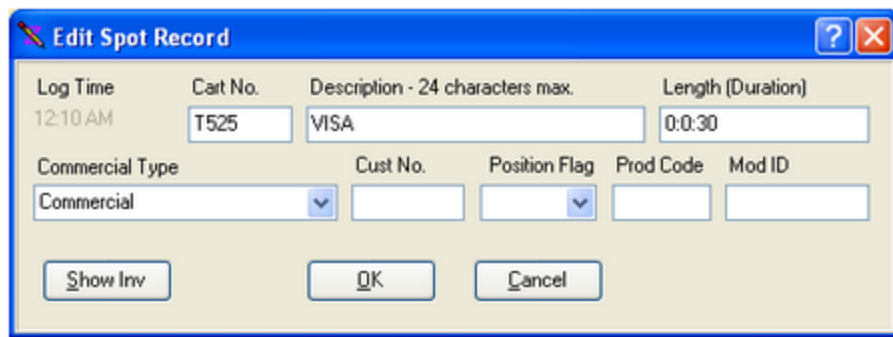 Edit Spot Record
Log Time Cart No. Description - 24 characters max. Length (Duration)
12:10 AM T525 VISA 0:0:30
Commercial Type Cust No. Position Flag Prod Code Mod ID
Commercial
Show Inv OK Cancel